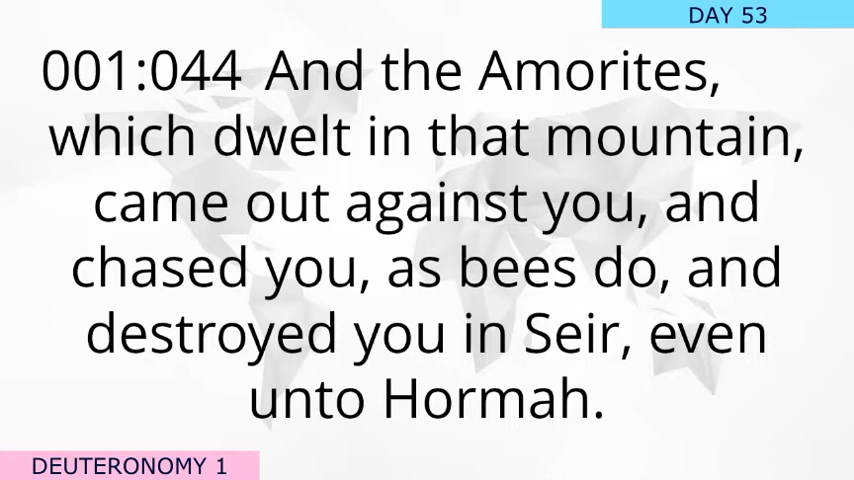 DAY 53
001:044 And the Amorites,
which dwelt in that mountain,
came out against you, and
chased you, as bees do, and
destroyed you in Seir, even
unto Hormah.
DEUTERONOMY 1